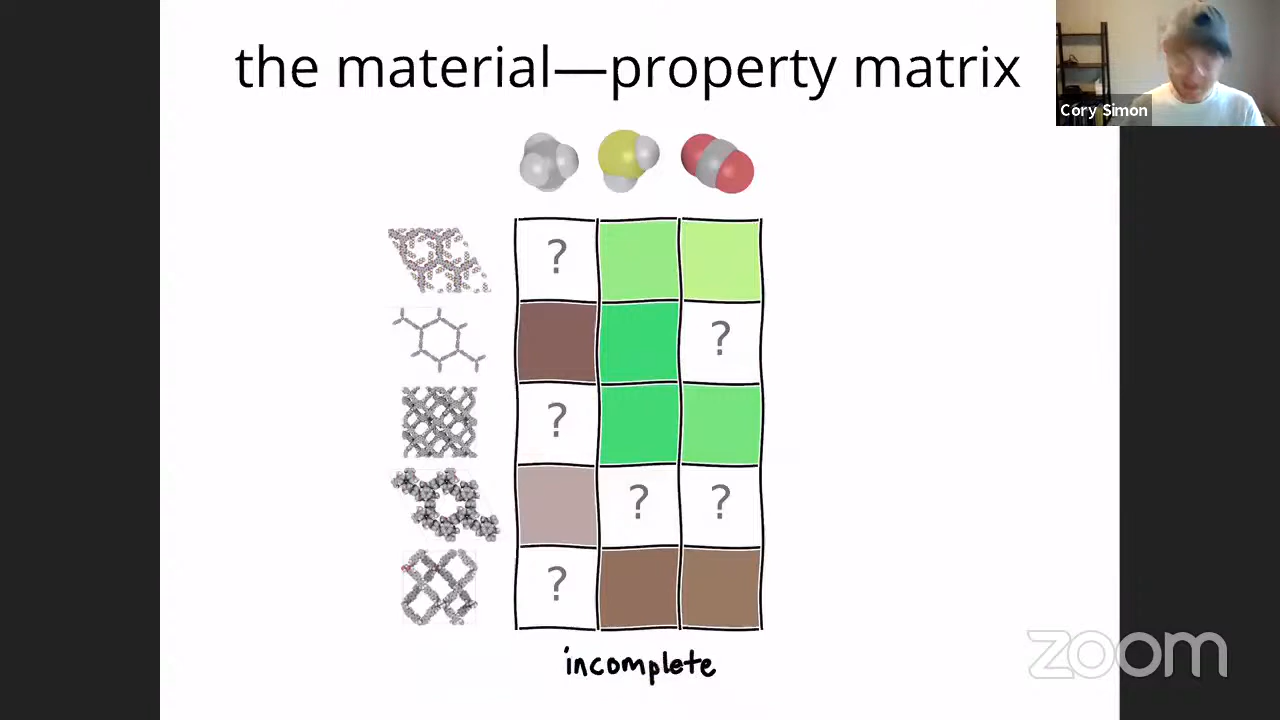 the material—property matrix
Cory Simon
?
?
?
? ?
?
incomplete
zoom